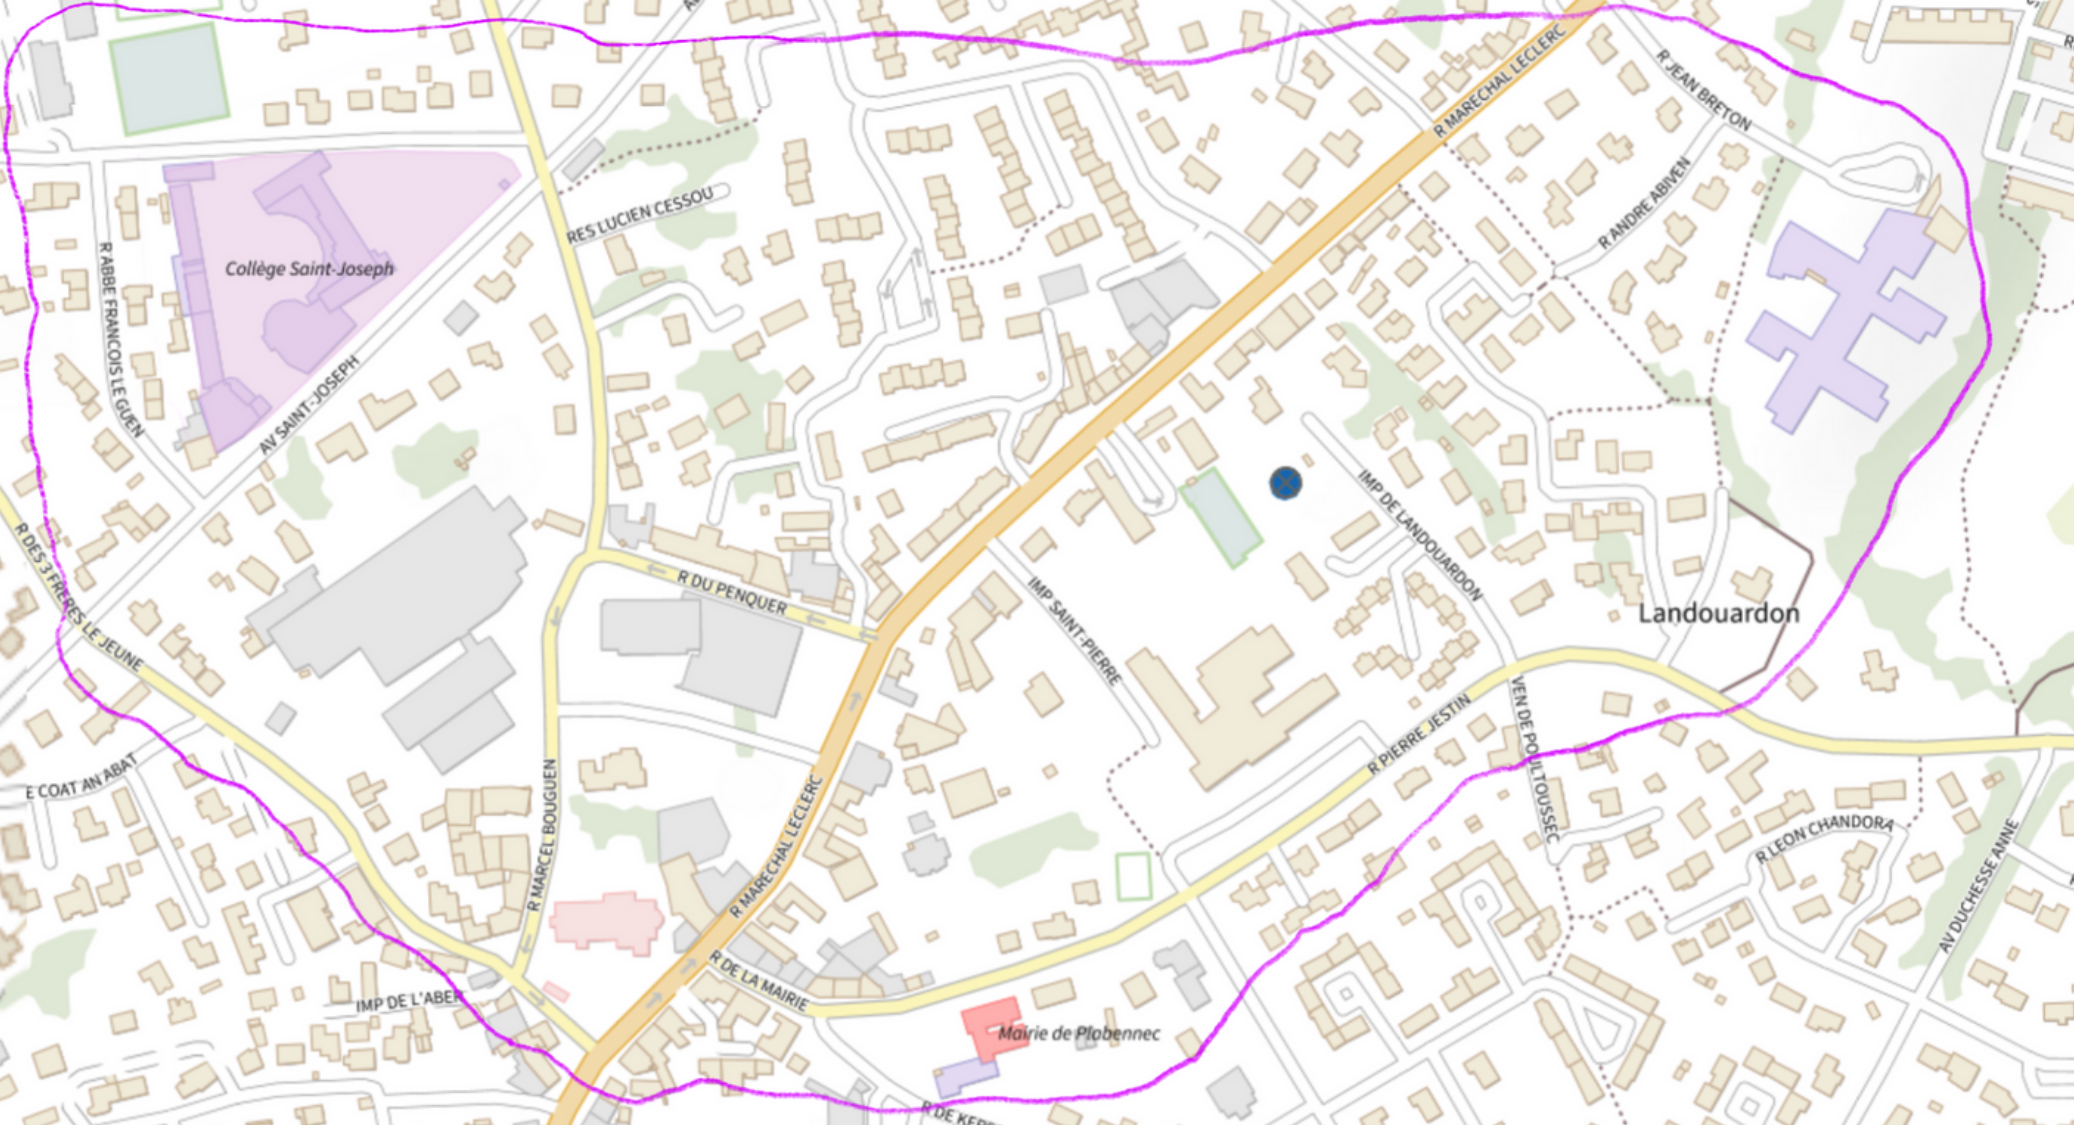 R MARECHAL LECLERC
R JEAN BRETON
R ANDRE ABIVEN
RES LUCIEN CESSOU
R ABBE FRANCOIS LE GUEN
Collège Saint-Joseph
AV SAINT-JOSEPH
R DES 3 FRERES LE JEUNE
IMP DE LANDOUARDON
R DU PENQUER
IMP SAINT-PIERRE
Landouardon
E COAT AN ABAT
R MARCEL BOUGUEN
R MARECHAL LECLERC
R PIERRE JESTIN
VEN DE POULTOUSSEC
R LEON CHANDORA
AV DUCHESSE ANNE
R DE LA MAIRIE
IMP DE L'ABER
Mairie de Plabennec
R DE KER